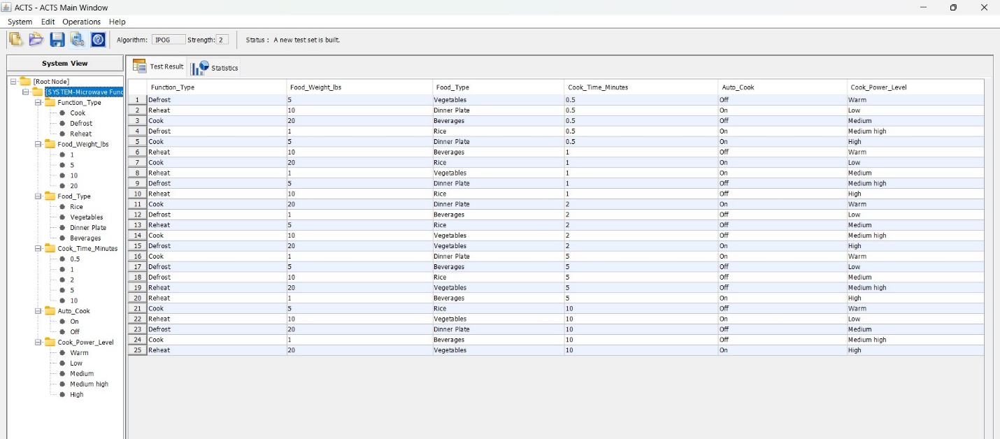 ACTS - ACTS Main Window
System Edit Operations Help
Algorithm: IPOG Strength: 2 Status : A new test set is built.
System View
[Root Node]
[SYSTEM-Microwave Func
Function_Type
Cook
Defrost
Reheat
Food_Weight_lbs
1
5
10
20
Food_Type
Rice
Vegetables
Dinner Plate
Beverages
Cook_Time_Minutes
0.5
1
2
5
10
Auto_Cook
On
Off
Cook_Power_Level
Warm
Low
Medium
Medium high
High
Test Result Statistics
Function_Type Food_Weight_lbs Food_Type Cook_Time_Minutes Auto_Cook Cook_Power_Level
1 Defrost 5 Vegetables 0.5 Off Warm
2 Reheat 10 Dinner Plate 0.5 On Low
3 Cook 20 Beverages 0.5 Off Medium
4 Defrost 1 Rice 0.5 On Medium high
5 Cook 5 Dinner Plate 0.5 On High
6 Reheat 10 Beverages 1 Off Warm
7 Cook 20 Rice 1 On Low
8 Reheat 1 Vegetables 1 On Medium
9 Defrost 5 Dinner Plate 1 Off Medium high
10 Reheat 10 Rice 1 Off High
11 Cook 20 Dinner Plate 2 On Warm
12 Defrost 1 Beverages 2 Off Low
13 Reheat 5 Rice 2 Off Medium
14 Cook 10 Vegetables 2 Off Medium high
15 Defrost 20 Vegetables 2 On High
16 Cook 1 Dinner Plate 5 On Warm
17 Defrost 5 Beverages 5 Off Low
18 Defrost 10 Rice 5 Off Medium
19 Reheat 20 Vegetables 5 Off Medium high
20 Reheat 1 Beverages 5 On High
21 Cook 5 Rice 10 Off Warm
22 Reheat 10 Vegetables 10 On Low
23 Defrost 20 Dinner Plate 10 Off Medium
24 Cook 1 Beverages 10 Off Medium high
25 Reheat 20 Vegetables 10 On High